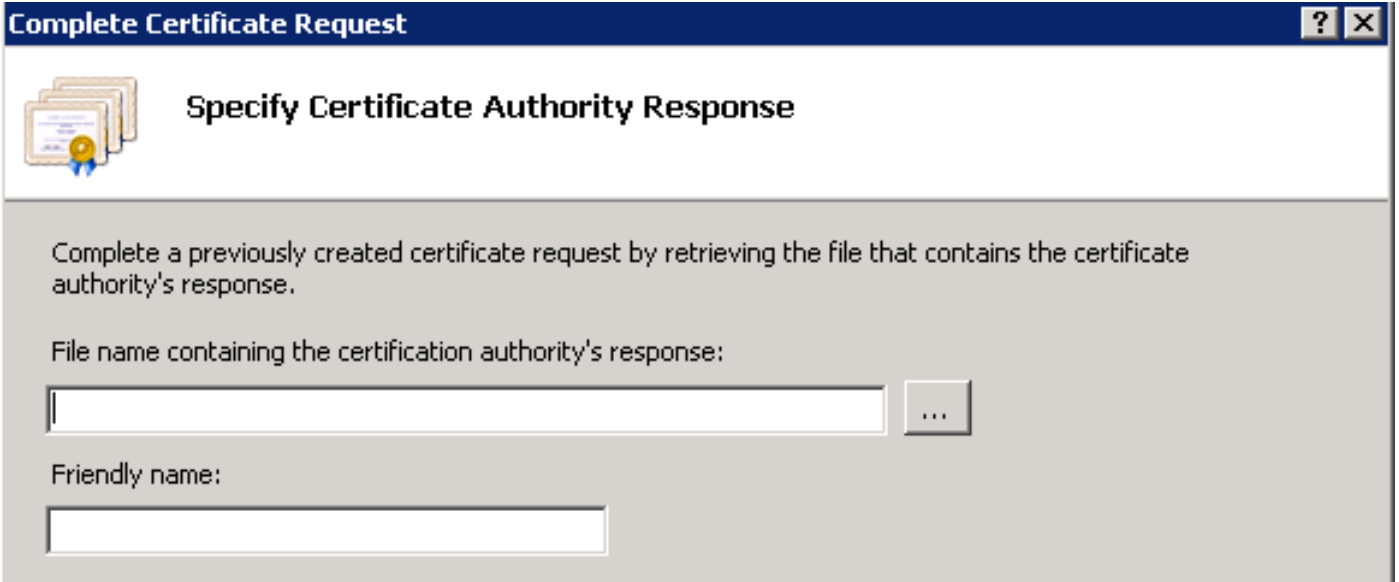 Complete Certificate Request
Specify Certificate Authority Response
Complete a previously created certificate request by retrieving the file that contains the certificate
authority's response.
File name containing the certification authority's response:
...
Friendly name: